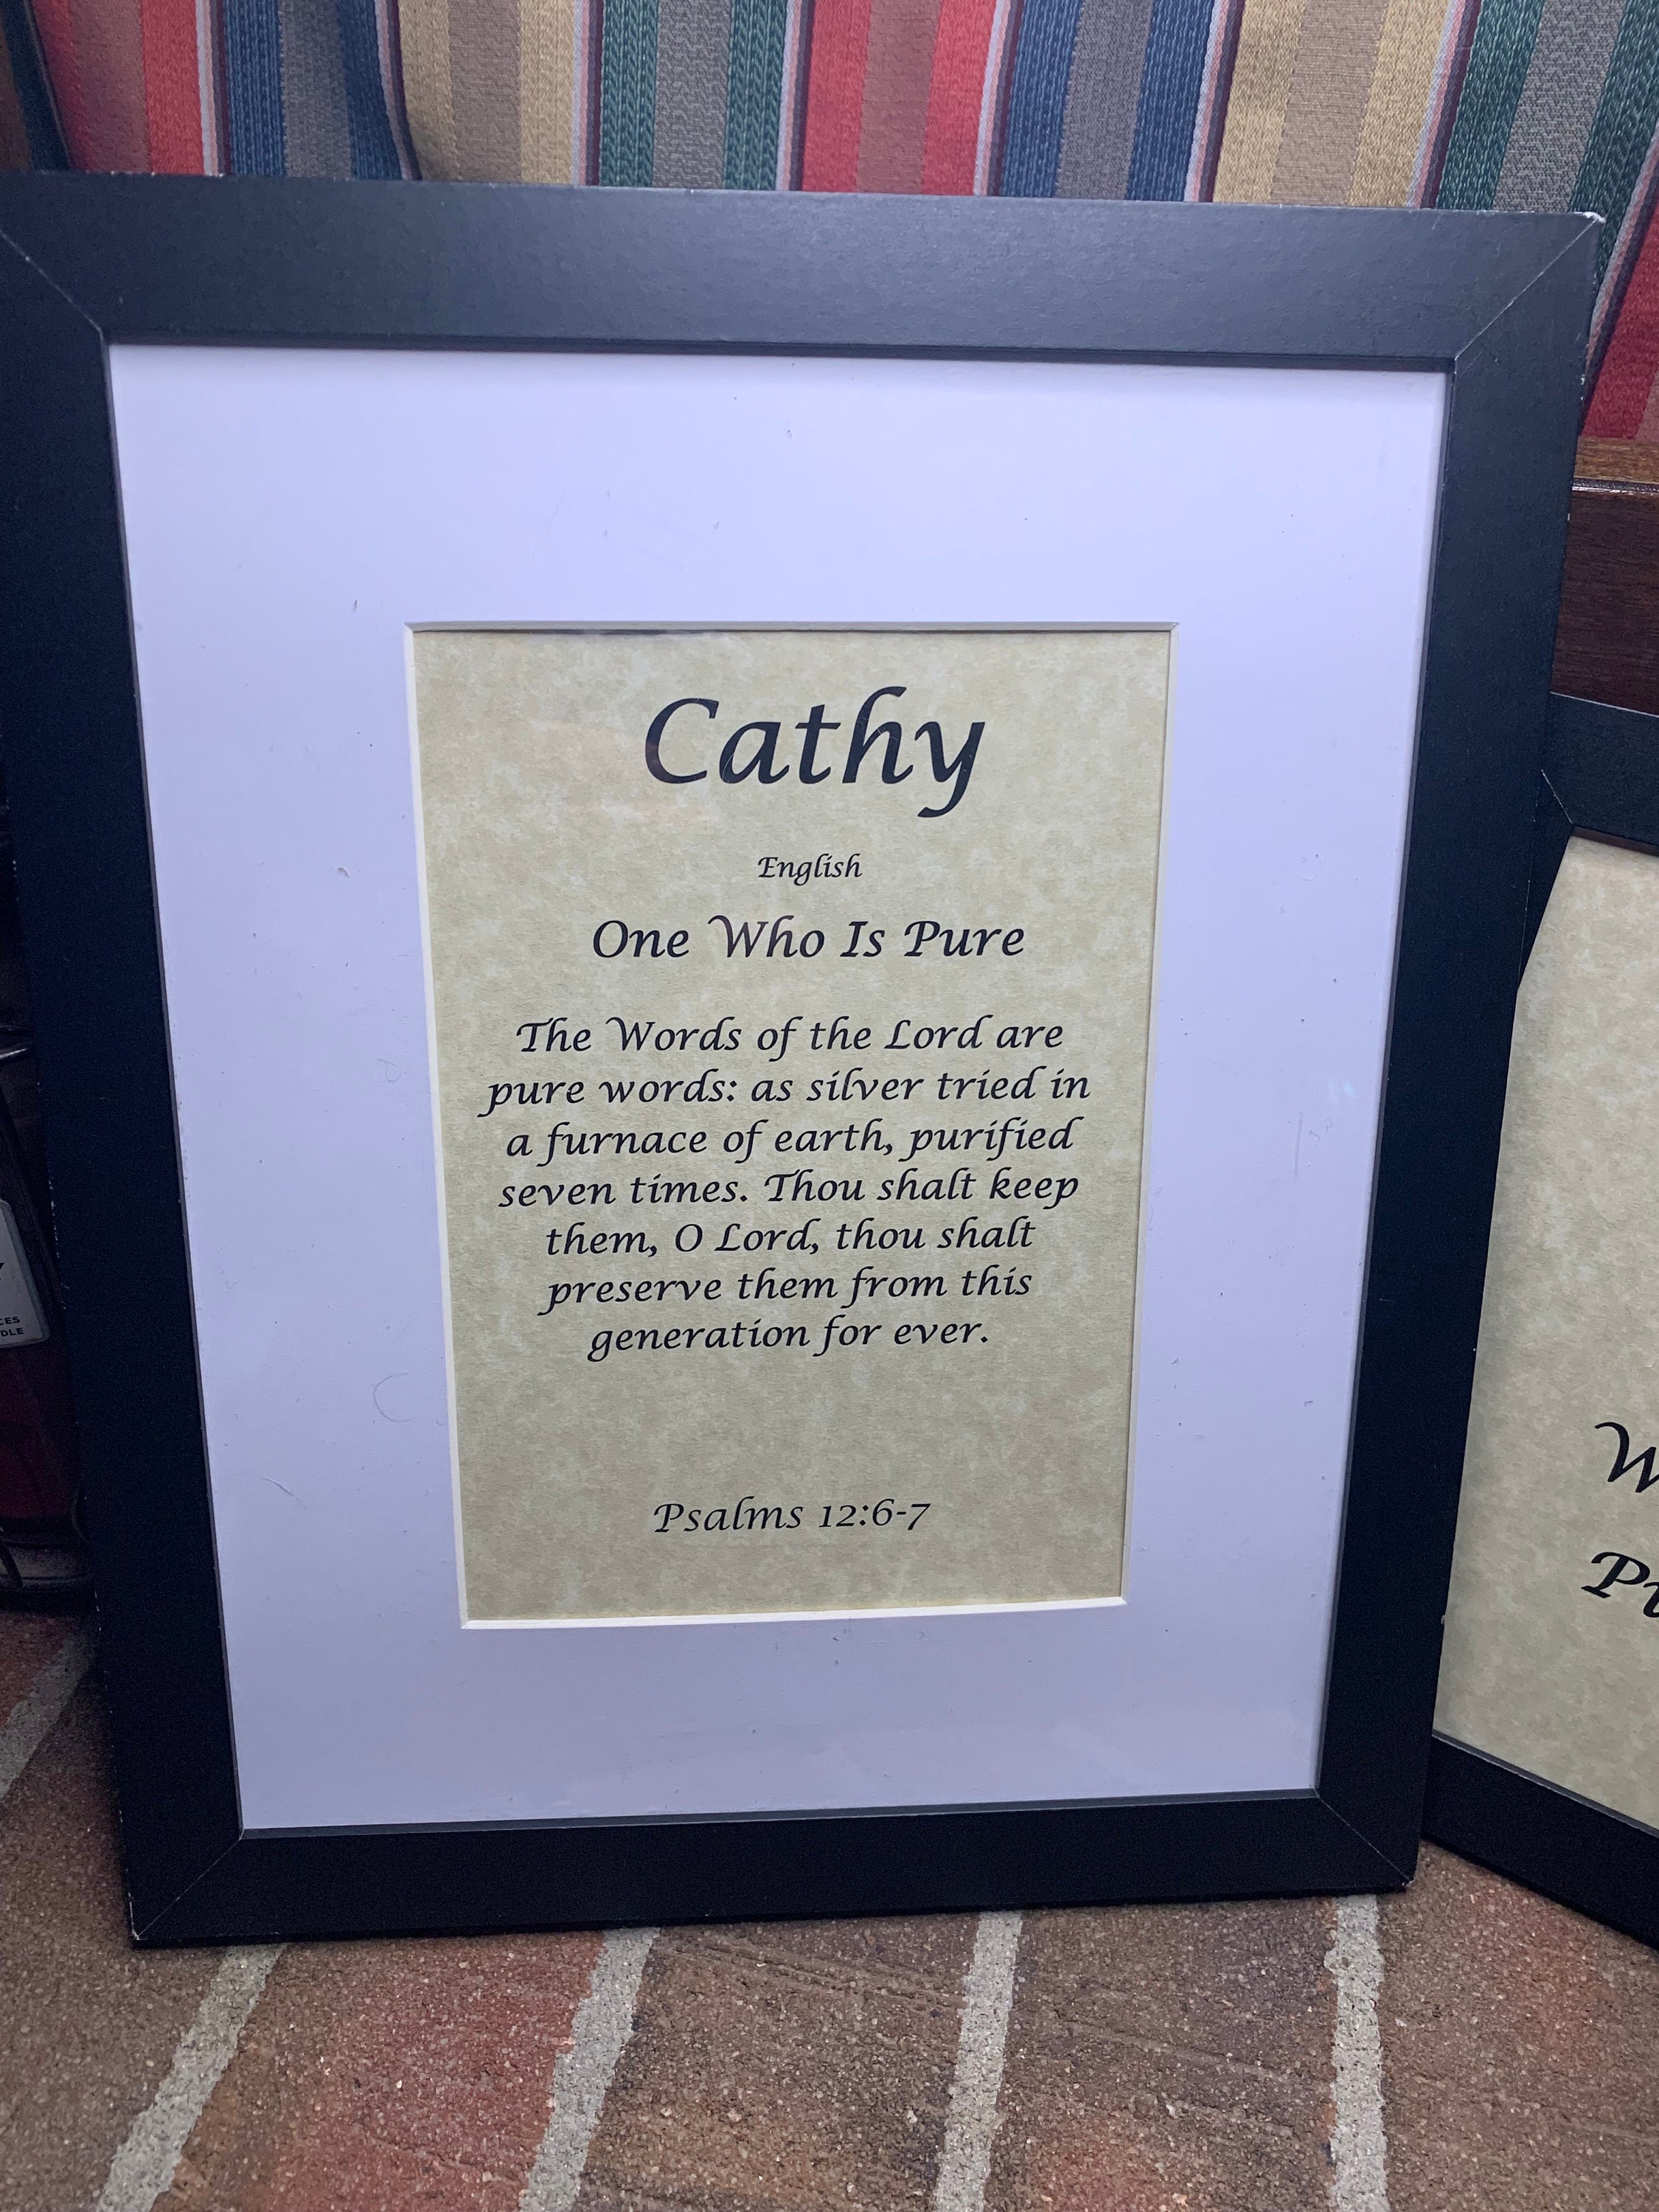 Cathy
English
One Who Is Pure
The Words of the Lord are
pure words: as silver tried in
a furnace of earth, purified
seven times. Thou shalt keep
them, O Lord, thou shalt
preserve them from this
generation for ever.
Psalms 12:6-7